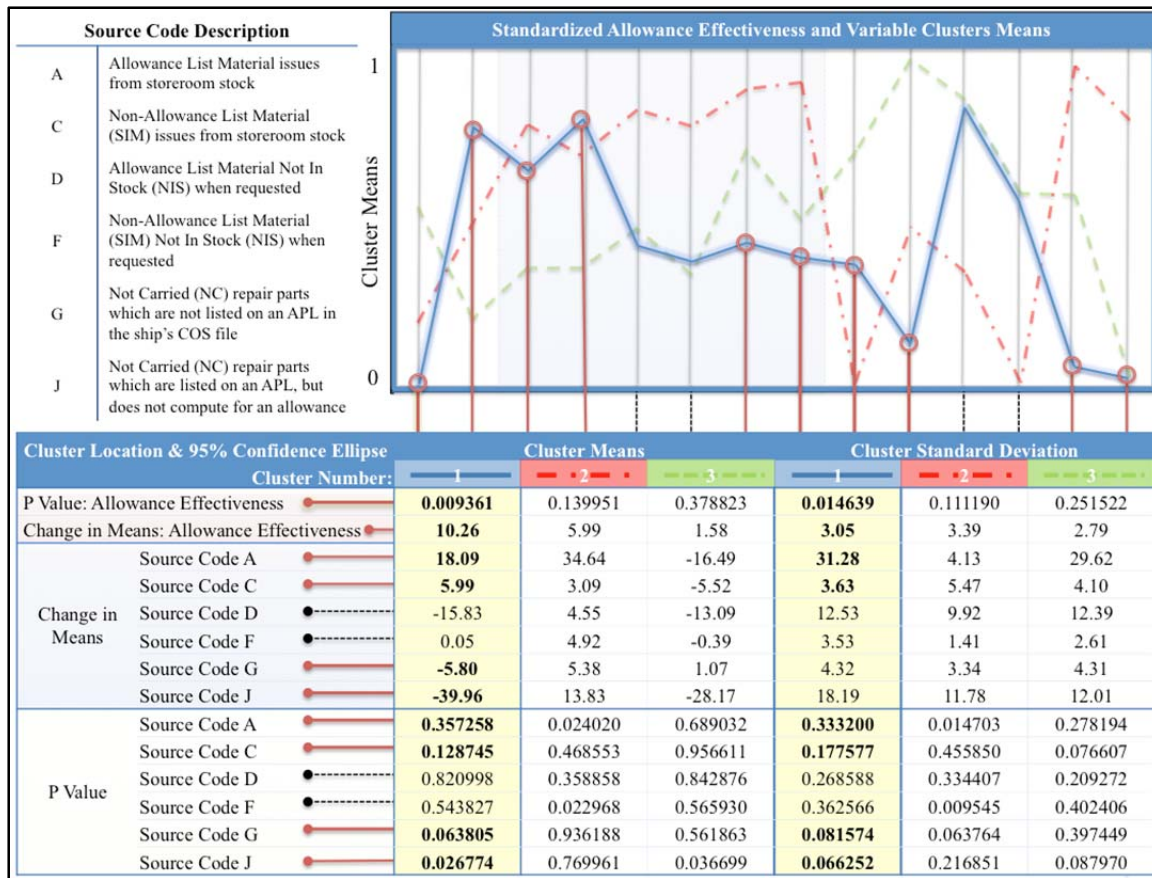 Source Code Description
A
Allowance List Material issues
from storeroom stock
C
Non-Allowance List Material
(SIM) issues from storeroom stock
D
Allowance List Material Not In
Stock (NIS) when requested
F
Non-Allowance List Material
(SIM) Not In Stock (NIS) when
requested
G
Not Carried (NC) repair parts
which are not listed on an APL in
the ship's COS file
J
Not Carried (NC) repair parts
which are listed on an APL, but
does not compute for an allowance
Standardized Allowance Effectiveness and Variable Clusters Means
1
Cluster Means
0
Cluster Location & 95% Confidence Ellipse Cluster Means Cluster Standard Deviation
Cluster Number: 1 2 3 1 2 3
P Value: Allowance Effectiveness 0.009361 0.139951 0.378823 0.014639 0.111190 0.251522
Change in Means: Allowance Effectiveness 10.26 5.99 1.58 3.05 3.39 2.79
Change in
Means
Source Code A 18.09 34.64 -16.49 31.28 4.13 29.62
Source Code C 5.99 3.09 -5.52 3.63 5.47 4.10
Source Code D -15.83 4.55 -13.09 12.53 9.92 12.39
Source Code F 0.05 4.92 -0.39 3.53 1.41 2.61
Source Code G -5.80 5.38 1.07 4.32 3.34 4.31
Source Code J -39.96 13.83 -28.17 18.19 11.78 12.01
P Value
Source Code A 0.357258 0.024020 0.689032 0.333200 0.014703 0.278194
Source Code C 0.128745 0.468553 0.956611 0.177577 0.455850 0.076607
Source Code D 0.820998 0.358858 0.842876 0.268588 0.334407 0.209272
Source Code F 0.543827 0.022968 0.565930 0.362566 0.009545 0.402406
Source Code G 0.063805 0.936188 0.561863 0.081574 0.063764 0.397449
Source Code J 0.026774 0.769961 0.036699 0.066252 0.216851 0.087970